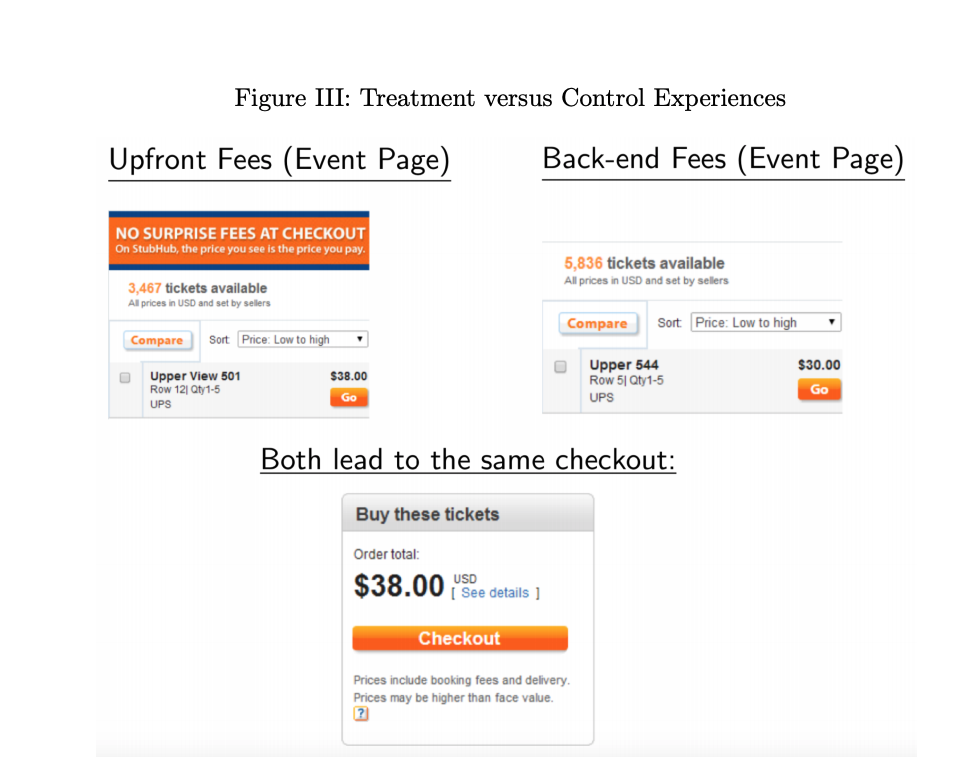 Figure III: Treatment versus Control Experiences
Upfront Fees (Event Page)
NO SURPRISE FEES AT CHECKOUT
On StubHub, the price you see is the price you pay.
3,467 tickets available
All prices in USD and set by sellers
Compare
Sort: Price: Low to high
Upper View 501 $38.00
Row 12| Qty1-5
Go
UPS
Back-end Fees (Event Page)
5,836 tickets available
All prices in USD and set by sellers
Compare
Sort: Price: Low to high
Upper 544 $30.00
Row 5| Qty1-5
Go
UPS
Both lead to the same checkout:
Buy these tickets
Order total:
$38.00 USD
[ See details ]
Checkout
Prices include booking fees and delivery.
Prices may be higher than face value.
?